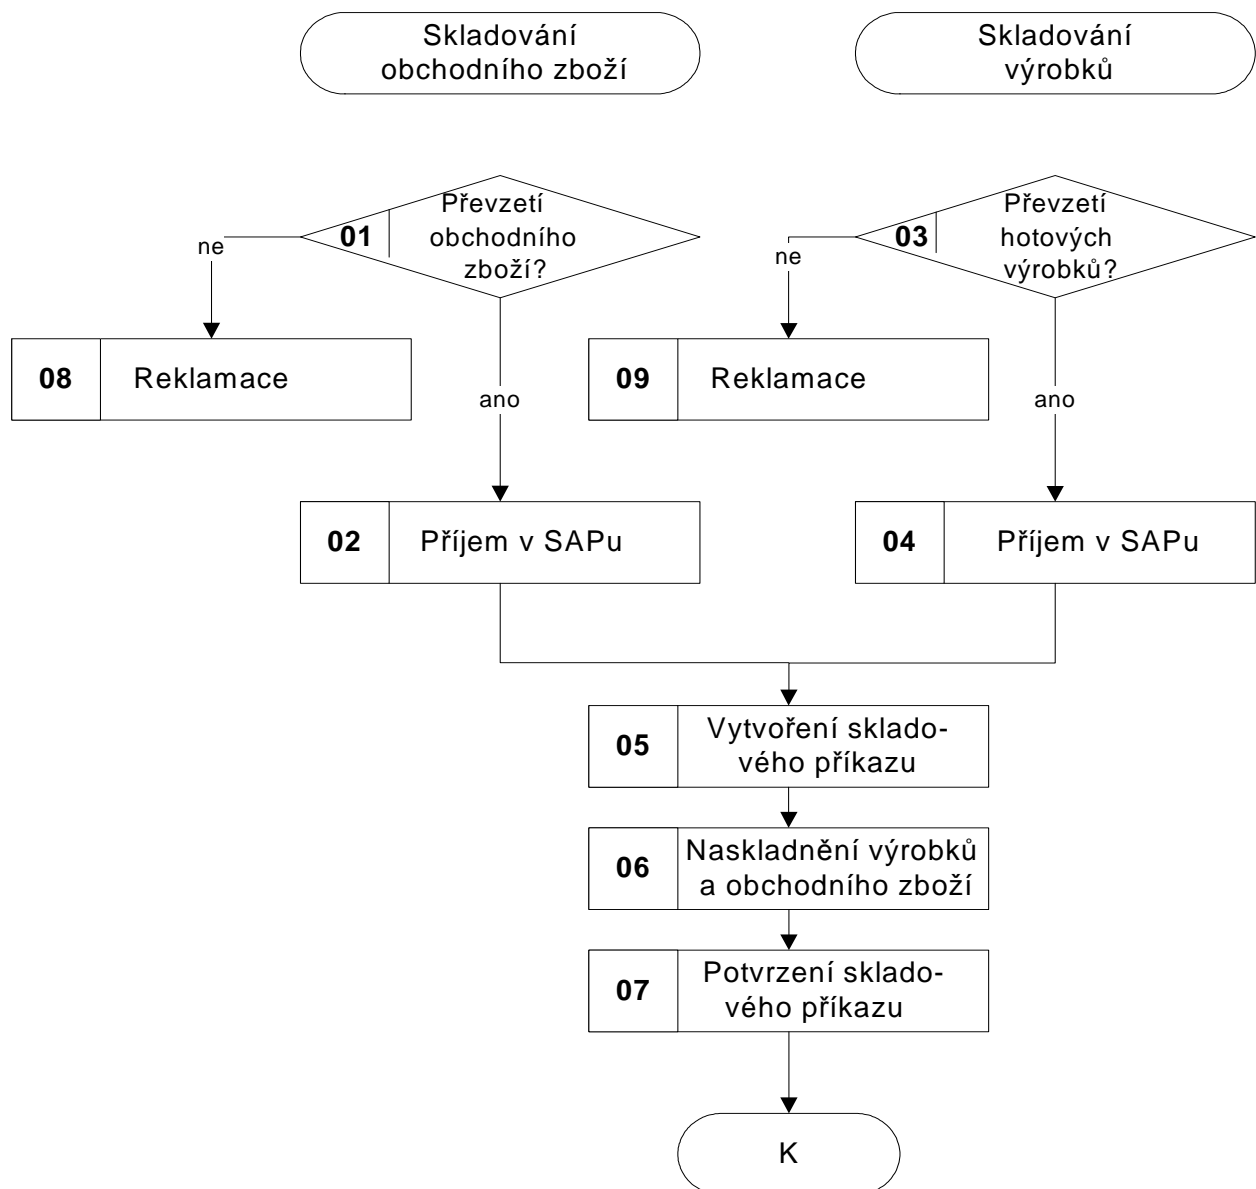 Skladování
obchodního zboží
Skladování
výrobků
01
Převzetí
obchodního
zboží?
ne
03
Převzetí
hotových
výrobků?
ne
08
Reklamace
ano
09
Reklamace
ano
02
Příjem v SAPu
04
Příjem v SAPu
05
Vytvoření sklado-
vého příkazu
06
Naskladnění výrobků
a obchodního zboží
07
Potvrzení sklado-
vého příkazu
K